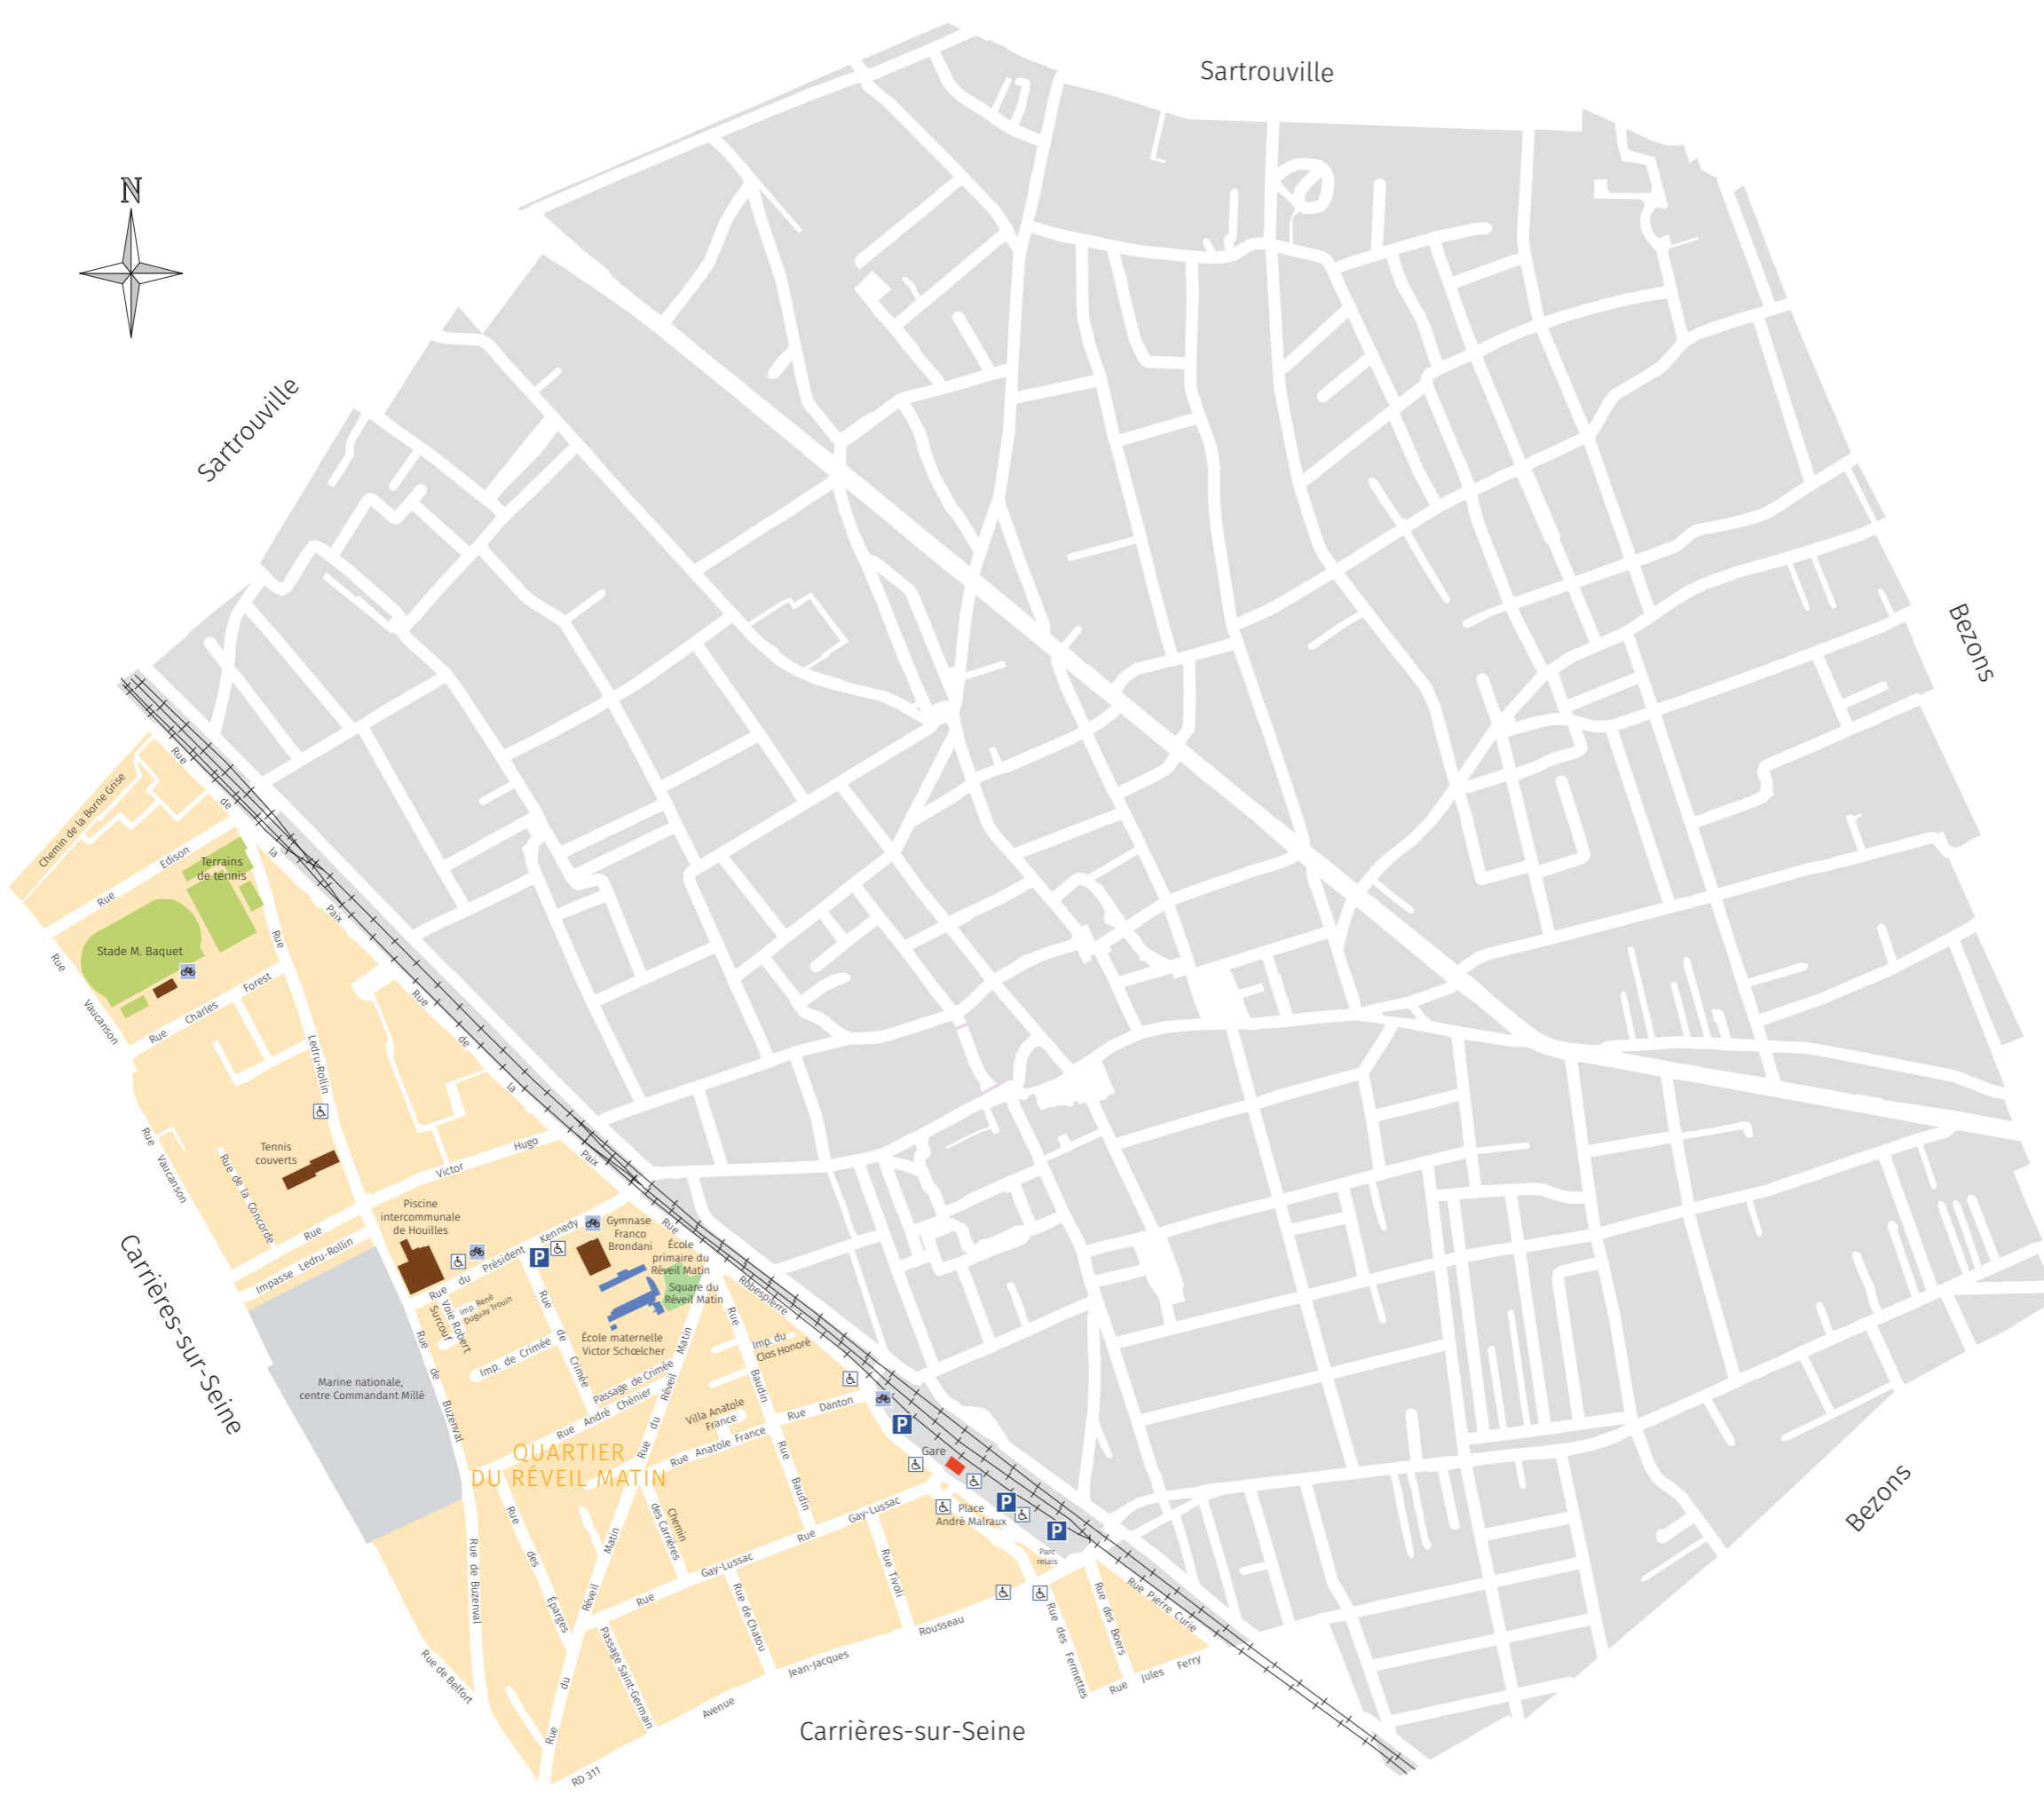 Sartrouville
N
Sartrouville
Bezons
Rue
de
la
Paix
Chemin de la Borne Grise
Rue
Edison
Terrains
de tennis
Stade M. Baquet
Rue
Vaucanson
Rue
Charles
Forest
Rue
Ledru-Rollin
Rue
de
la
Paix
Rue
Vaucanson
Rue de la Concorde
Tennis
couverts
Rue
Victor
Hugo
Impasse Ledru-Rollin
Piscine
intercommunale
de Houilles
Rue
du
Président
Kennedy
P
Gymnase
Franco
Brondani
École
primaire du
Réveil Matin
Square du
Réveil Matin
Rue
Robespierre
Voie Robert
Surcouf
Imp. René
Duguay Trouin
Imp. de Crimée
Rue
de
Crimée
École maternelle
Victor Schœlcher
Passage de Crimée
Rue
André
Chénier
Rue
du
Réveil
Matin
Rue
Baudin
Imp. du
Clos Honoré
Villa Anatole
France
Rue Anatole France
Rue
Danton
Marine nationale,
centre Commandant Millé
Rue
de
Buzenval
QUARTIER
DU RÉVEIL MATIN
Rue
Baudin
P
Gare
P
P
Place
André Malraux
Parc
relais
Chemin
des Carrières
Rue
des
Éparges
Rue
Gay-Lussac
Rue
Gay-Lussac
Rue de Buzenval
Rue
du
Réveil
Matin
Rue de Chatou
Rue Tivoli
Passage Saint-Germain
Rue de Belfort
Avenue
Jean-Jacques
Rousseau
Rue
des
Fermettes
Rue
des
Boers
Rue Pierre Curie
Rue
Jules
Ferry
RD 311
Carrières-sur-Seine
Carrières-sur-Seine
Bezons